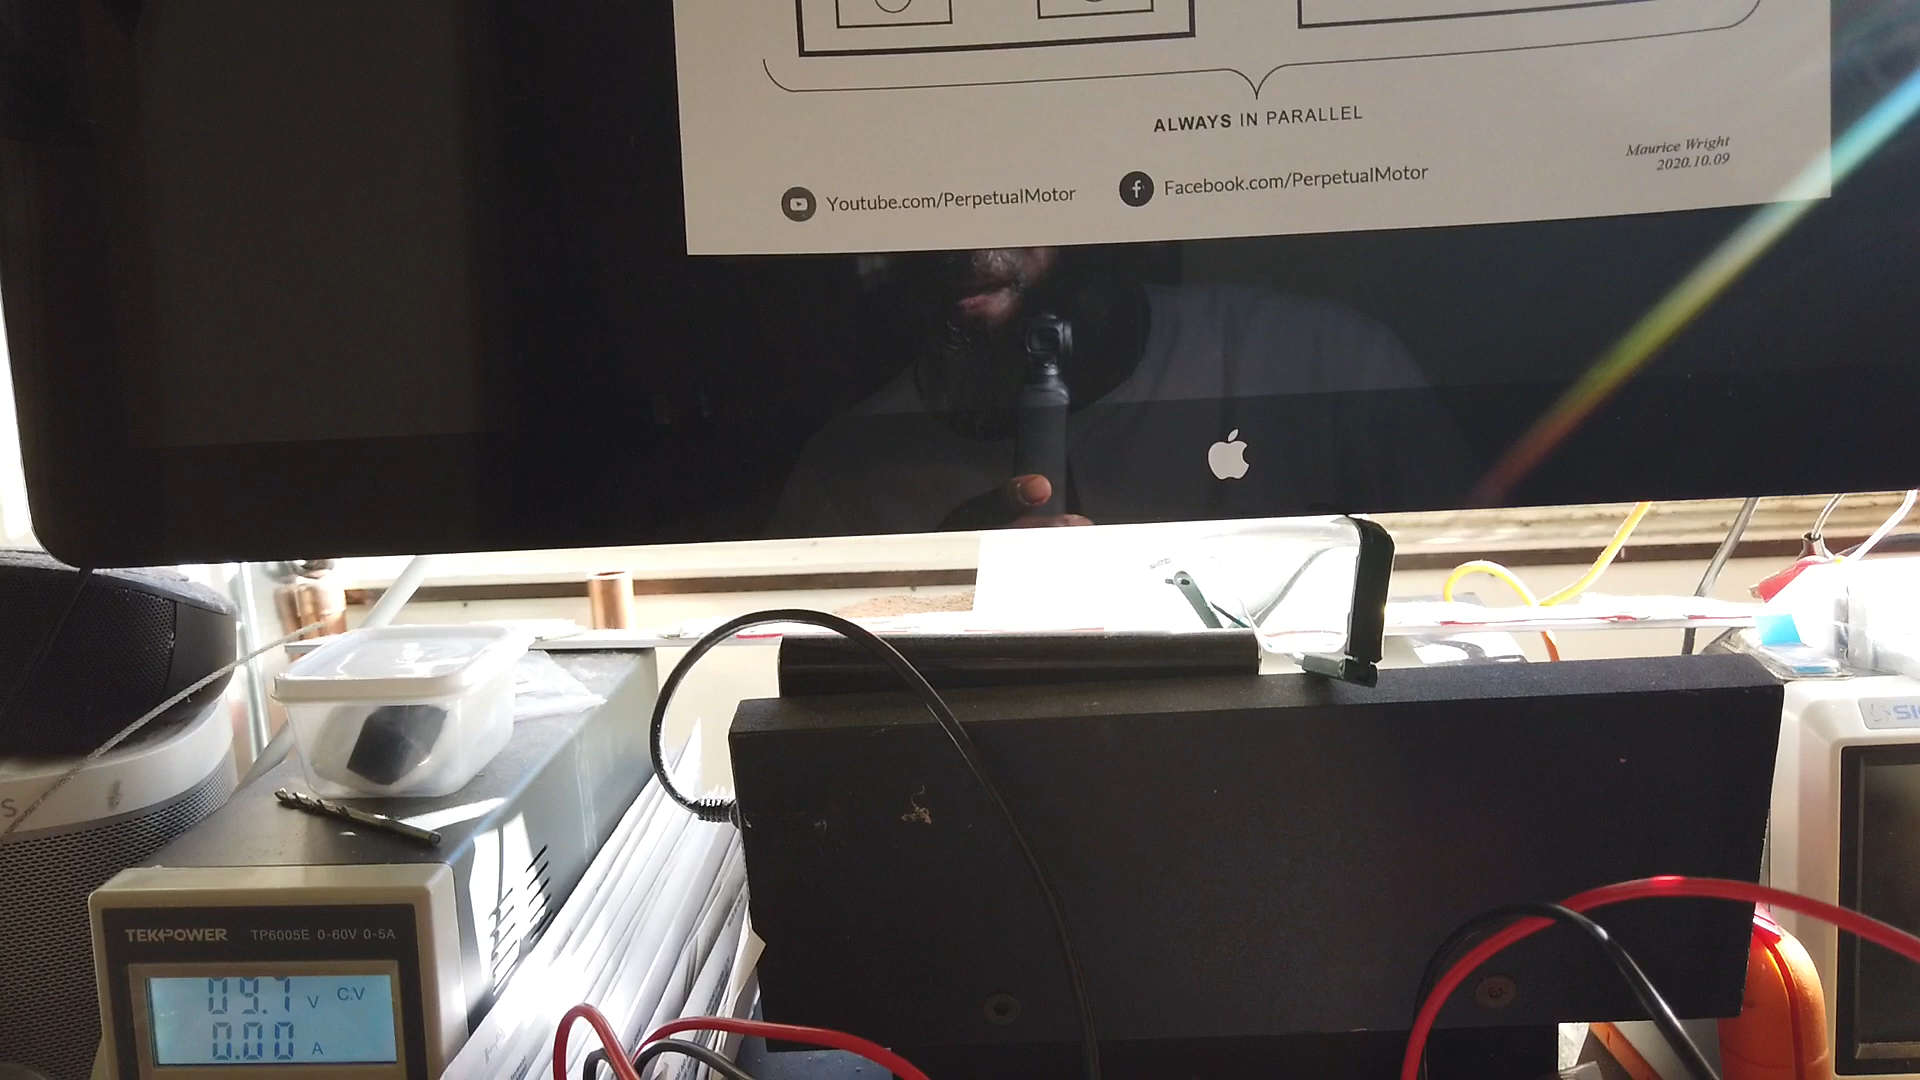 ALWAYS IN PARALLEL
Maurice Wright
2020.10.09
Youtube.com/PerpetualMotor
Facebook.com/PerpetualMotor
TEKPOWER TP6005E 0-60V 0-5A
09.1 V C.V
0.00 A